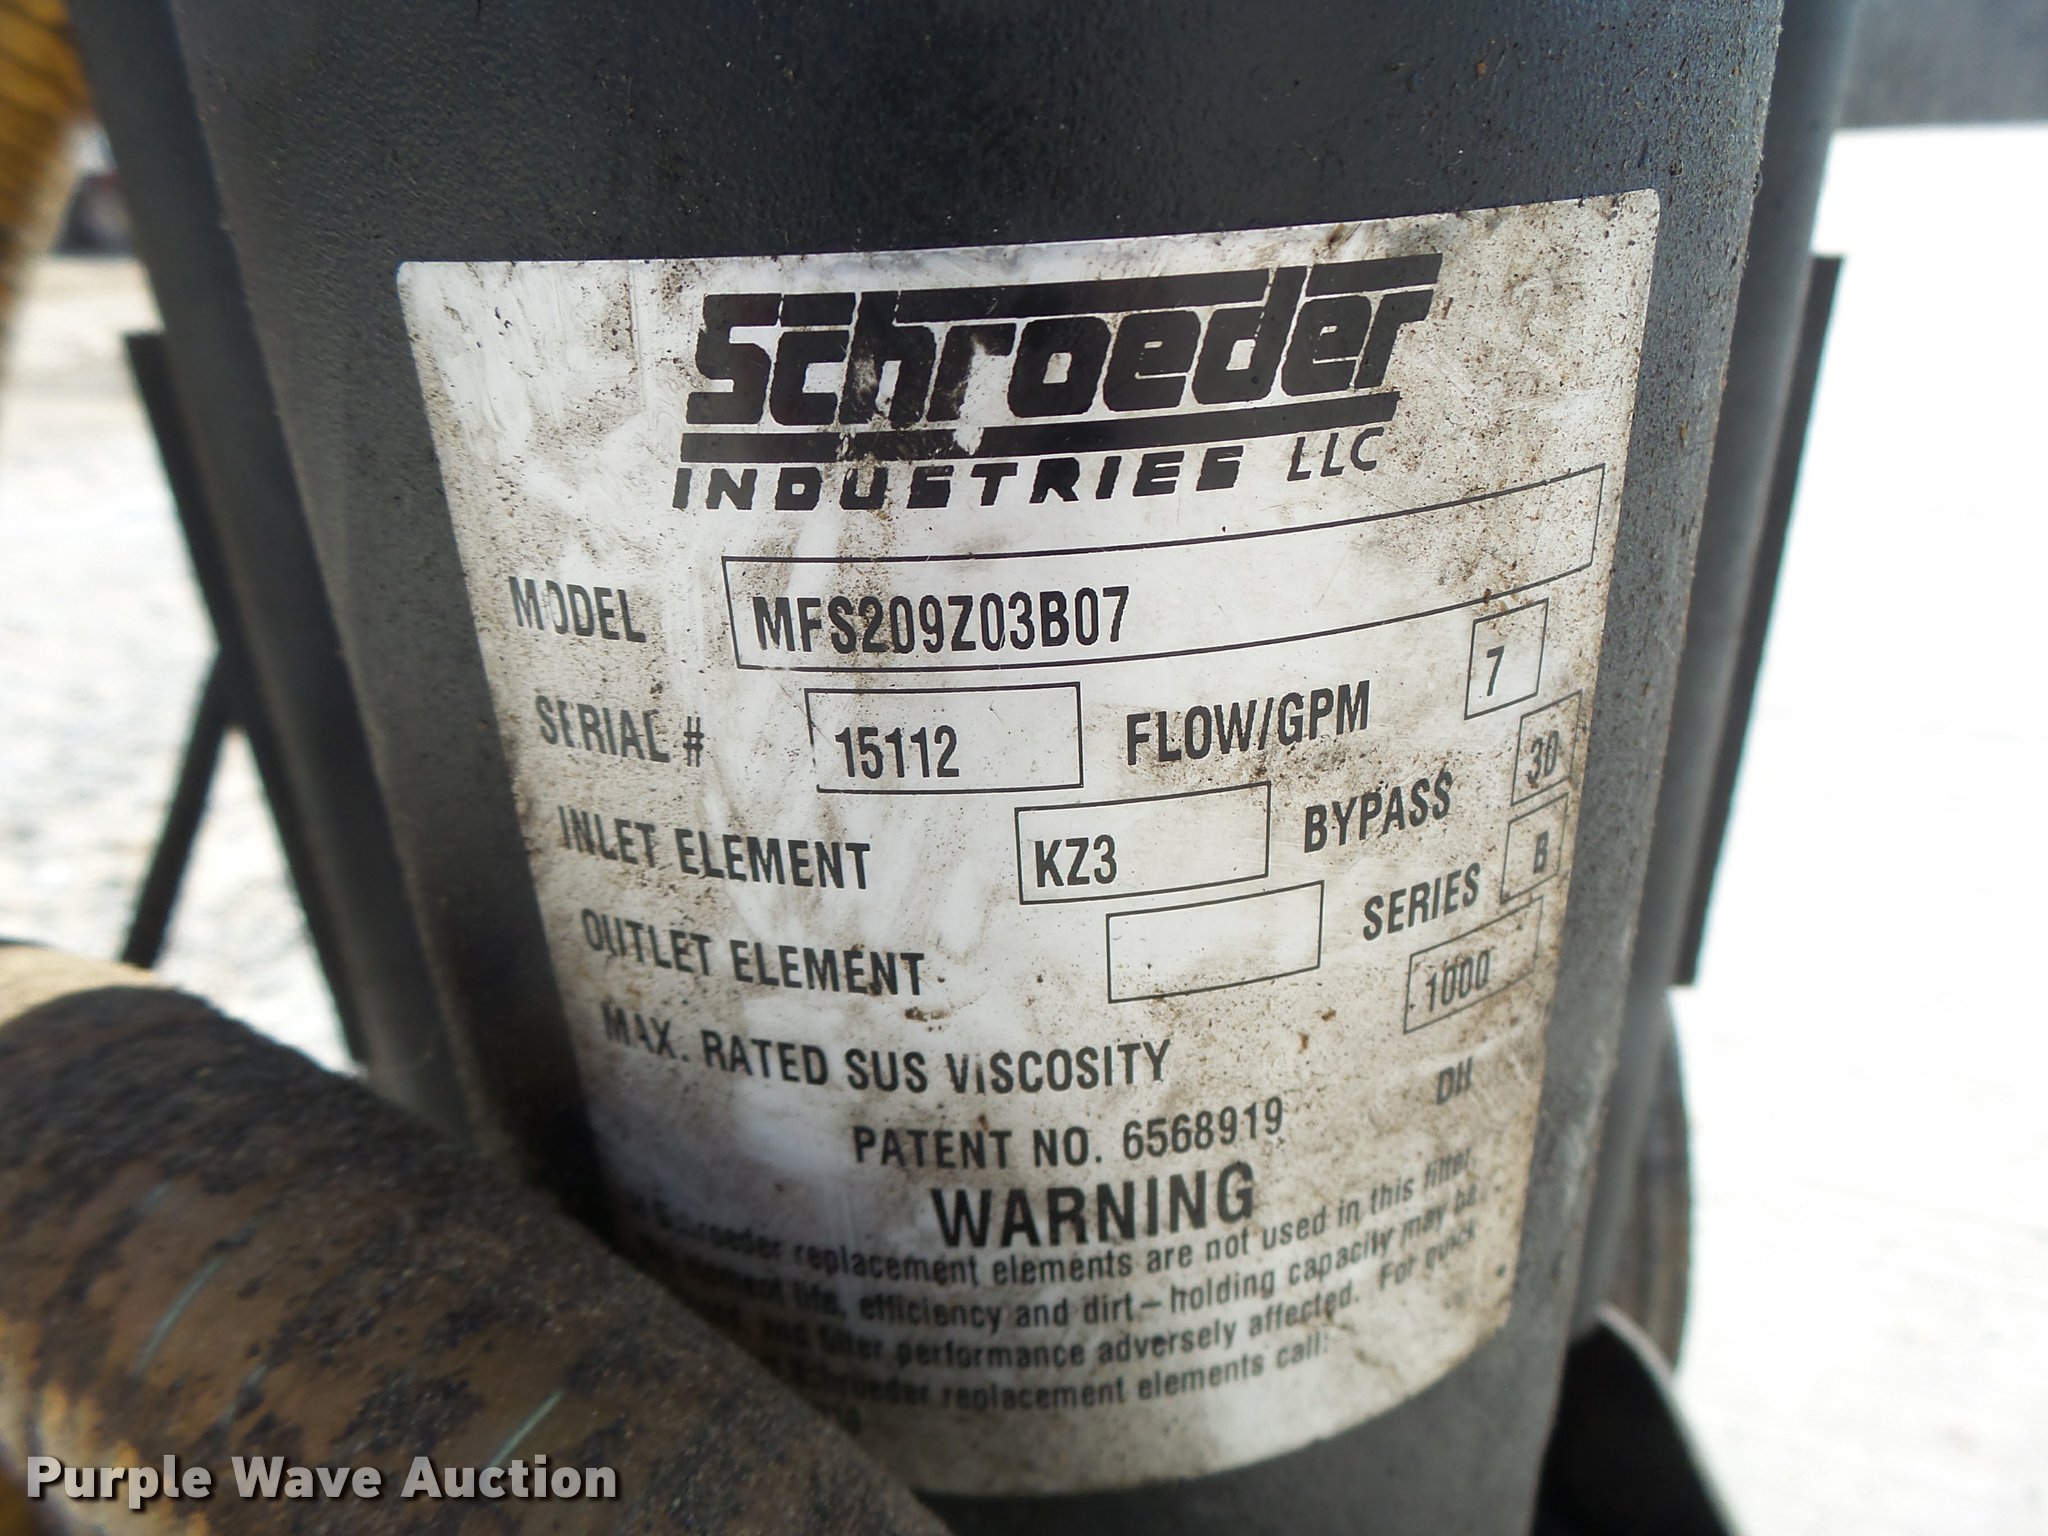 Schroeder
INDUSTRIES LLC
MODEL MFS209Z03B07
SERIAL # 15112 FLOW/GPM 7
INLET ELEMENT KZ3 BYPASS 30
OUTLET ELEMENT SERIES B
MAX. RATED SUS VISCOSITY 1000
PATENT NO. 6568919 DH
WARNING
Schroeder replacement elements are not used in this filter,
element life, efficiency and dirt-holding capacity may be
and filter performance adversely affected. For quick
Schroeder replacement elements call:
Purple Wave Auction